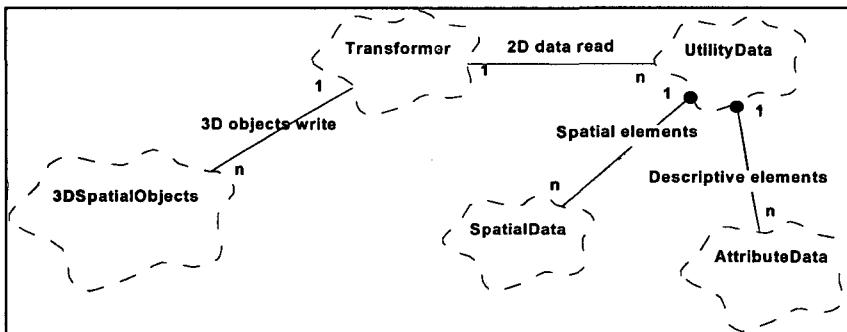 Transformer
2D data read
UtilityData
1
1
n
1
1
3D objects write
Spatial elements
n
3DSpatialObjects
n
Descriptive elements
n
SpatialData
AttributeData